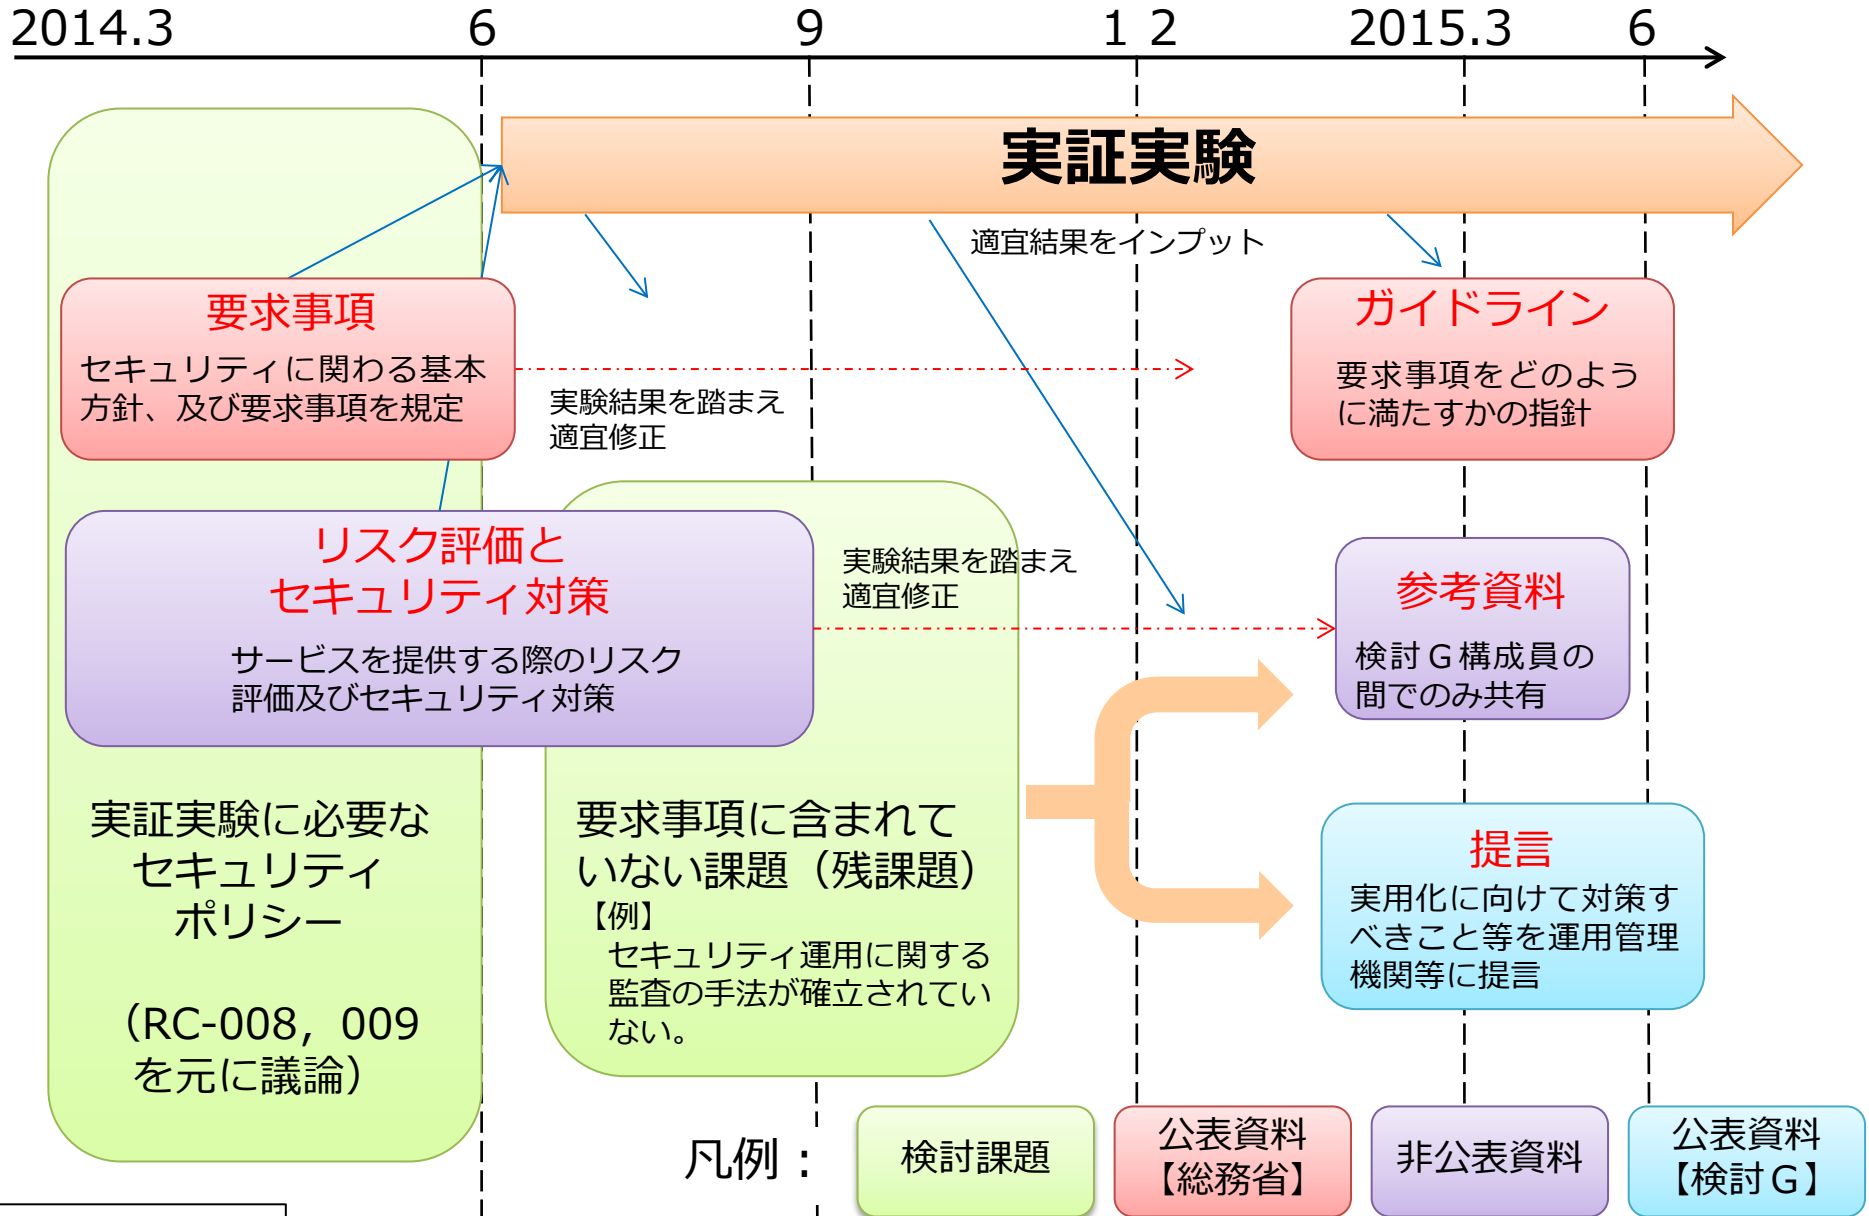 2014.3
6
9
１２
2015.3
6
実証実験
適宜結果をインプット
要求事項
セキュリティに関わる基本
方針、及び要求事項を規定
実験結果を踏まえ
適宜修正
ガイドライン
要求事項をどのよう
に満たすかの指針
リスク評価と
セキュリティ対策
サービスを提供する際のリスク
評価及びセキュリティ対策
実験結果を踏まえ
適宜修正
参考資料
検討Ｇ構成員の
間でのみ共有
実証実験に必要な
セキュリティ
ポリシー
（RC-008，009
を元に議論）
要求事項に含まれて
いない課題（残課題）
【例】
セキュリティ運用に関する
監査の手法が確立されてい
ない。
提言
実用化に向けて対策す
べきこと等を運用管理
機関等に提言
凡例：
検討課題
公表資料
【総務省】
非公表資料
公表資料
【検討Ｇ】